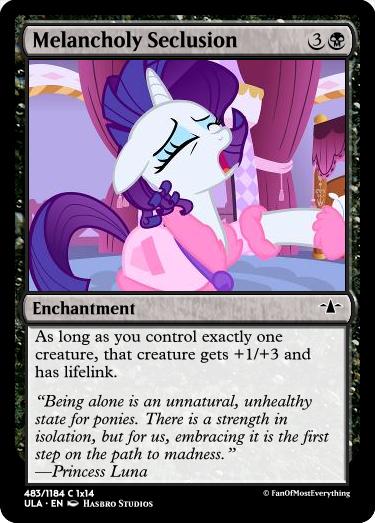 Melancholy Seclusion 3
Enchantment
As long as you control exactly one
creature, that creature gets +1/+3 and
has lifelink.
“Being alone is an unnatural, unhealthy
state for ponies. There is a strength in
isolation, but for us, embracing it is the first
step on the path to madness.”
—Princess Luna
483/1184 C 1x14
ULA • EN Hasbro Studios © FanOfMostEverything